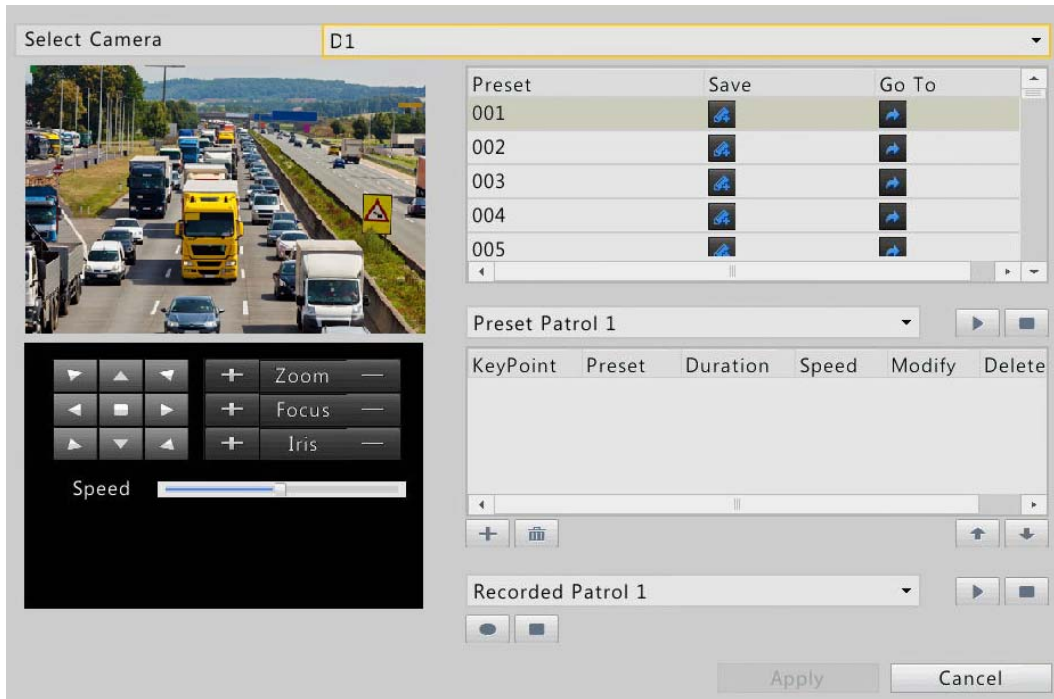 Select Camera D1
Preset Save Go To
001
002
003
004
005
Preset Patrol 1
KeyPoint Preset Duration Speed Modify Delete
Zoom
Focus
Iris
Speed
Recorded Patrol 1
Apply Cancel